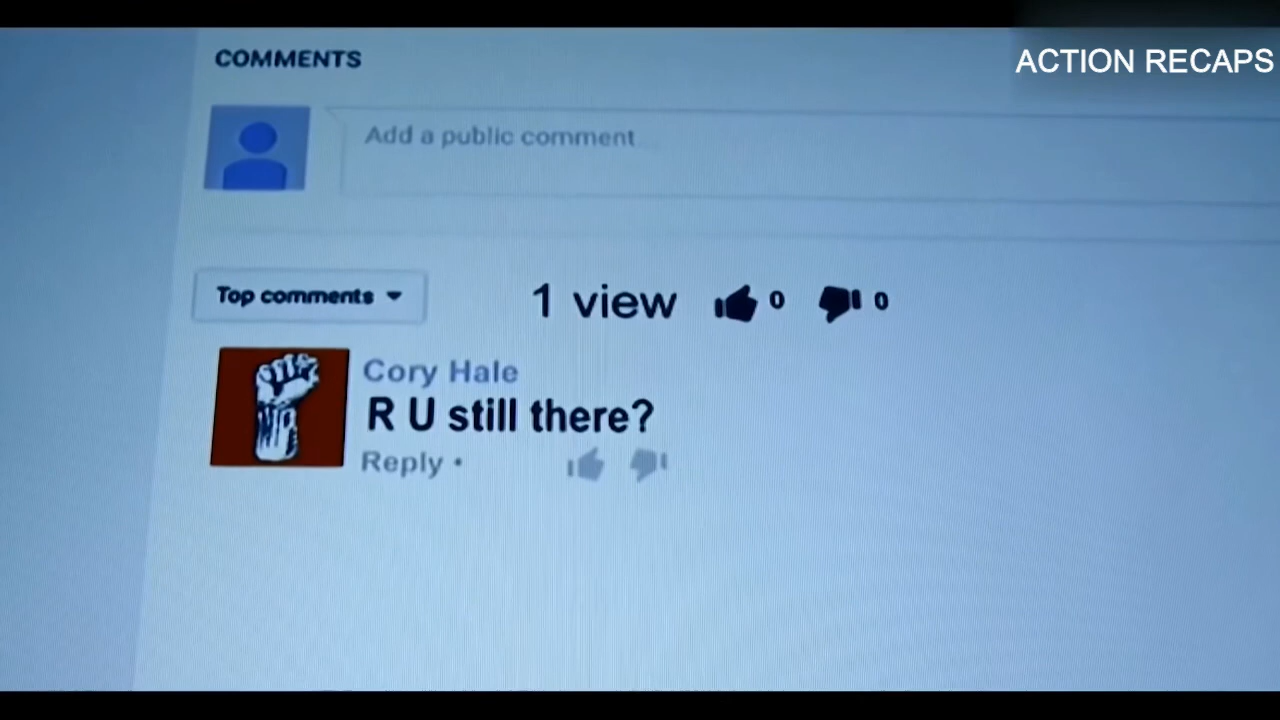 COMMENTS
ACTION RECAPS
Add a public comment
Top comments
1 view 0 0
Cory Hale
R U still there?
Reply •